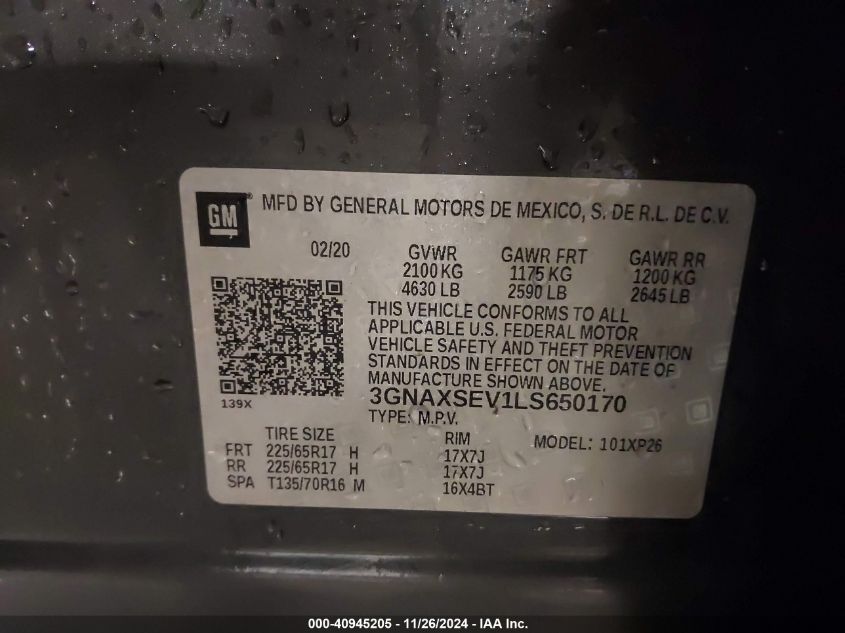 GM ® MFD BY GENERAL MOTORS DE MEXICO, S. DE R.L. DE C.V.
02/20 GVWR GAWR FRT GAWR RR
2100 KG 1175 KG 1200 KG
4630 LB 2590 LB 2645 LB
THIS VEHICLE CONFORMS TO ALL
APPLICABLE U.S. FEDERAL MOTOR
VEHICLE SAFETY AND THEFT PREVENTION
STANDARDS IN EFFECT ON THE DATE OF
MANUFACTURE SHOWN ABOVE.
139X 3GNAXSEV1LS650170
TYPE: M.P.V.
TIRE SIZE RIM MODEL: 101XP26
FRT 225/65R17 H 17X7J
RR 225/65R17 H 17X7J
SPA T135/70R16 M 16X4BT
000-40945205 - 11/26/2024 - IAA Inc.